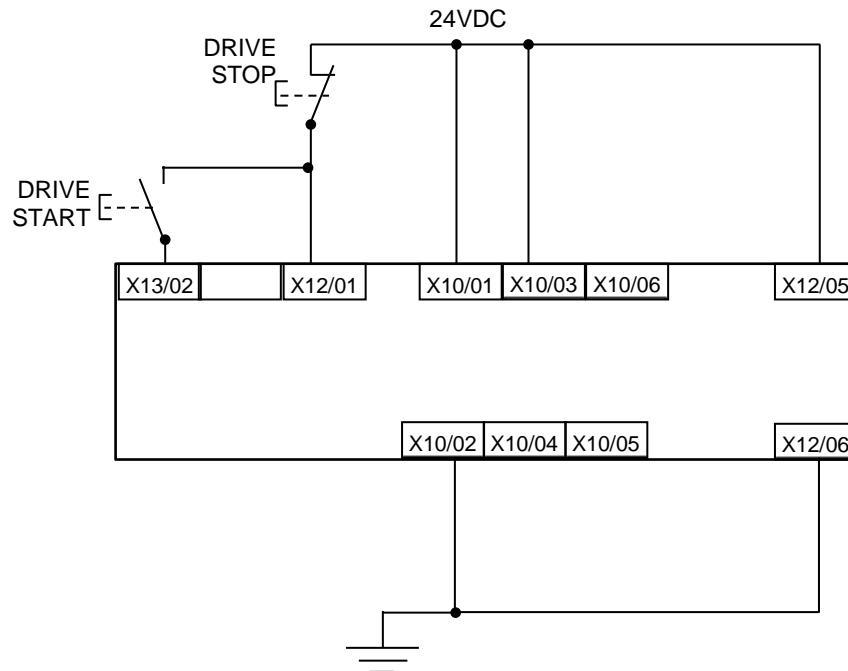 24VDC
DRIVE
STOP
DRIVE
START
X13/02
X12/01
X10/01
X10/03
X10/06
X12/05
X10/02
X10/04
X10/05
X12/06